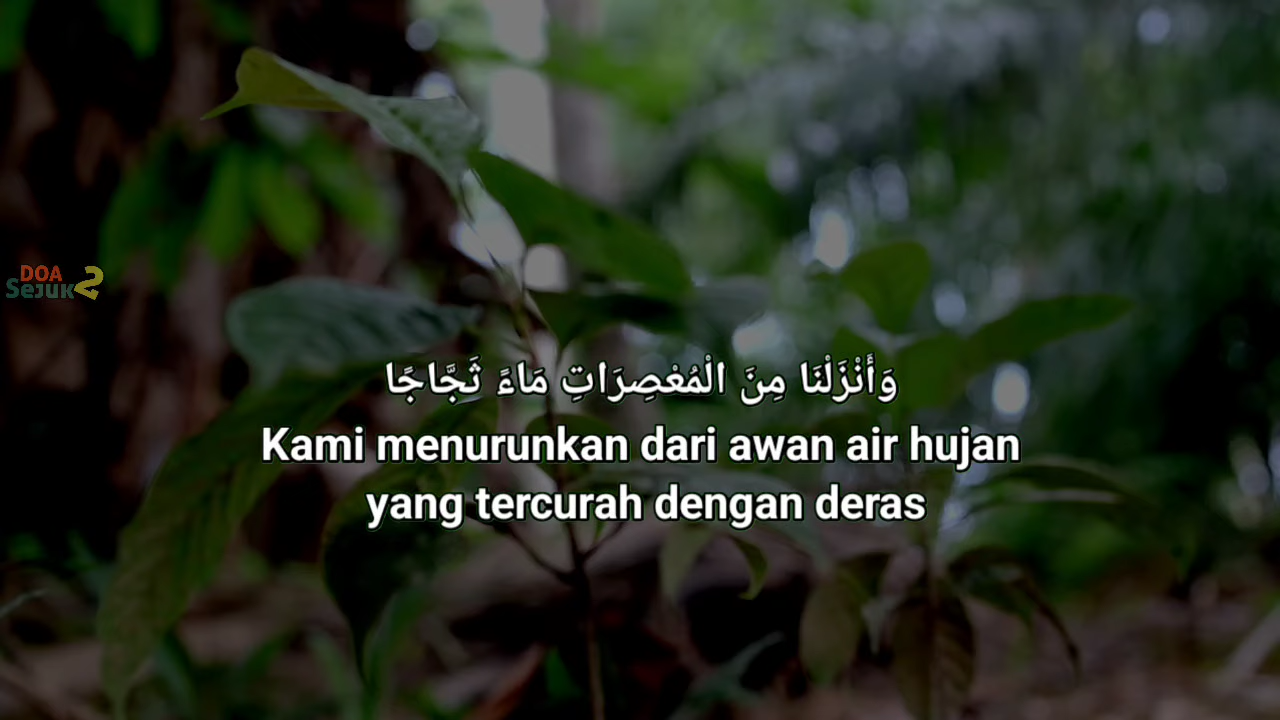 DOA
SEJUK2
وَأَنْزَلْنَا مِنَ الْمُعْصِرَاتِ مَاءً ثَجَّاجًا
Kami menurunkan dari awan air hujan
yang tercurah dengan deras